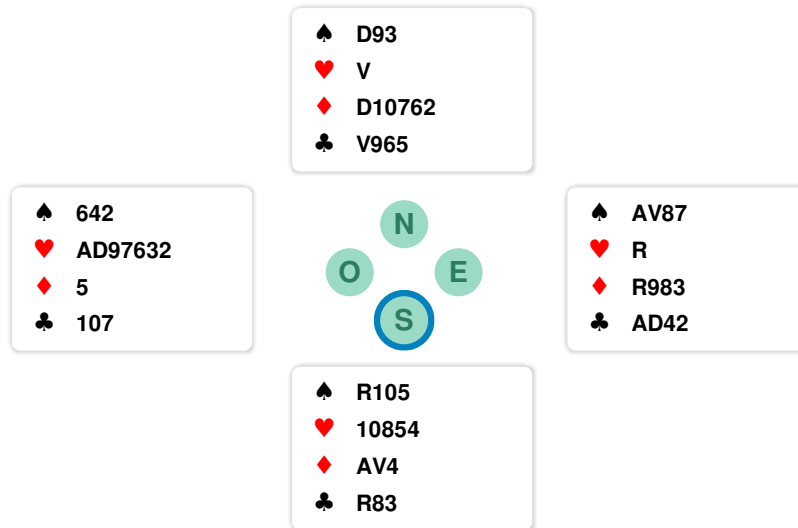 ♠ D93
♥ V
♦ D10762
♣ V965
♠ 642
♥ AD97632
♦ 5
♣ 107
N
O
E
S
♠ AV87
♥ R
♦ R983
♣ AD42
♠ R105
♥ 10854
♦ AV4
♣ R83